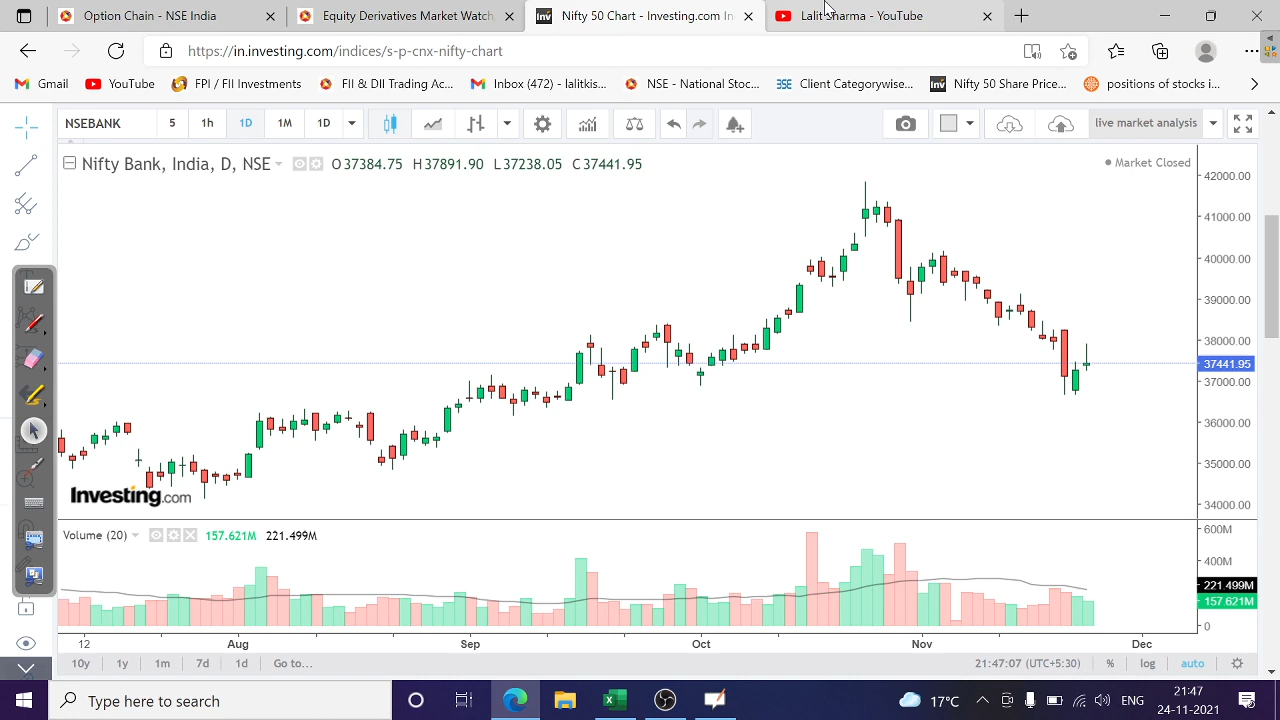 Option Chain - NSE India
Equity Derivatives Market Watch
Nifty 50 Chart - Investing.com In
Lalit Sharma - YouTube
https://in.investing.com/indices/s-p-cnx-nifty-chart
Gmail
YouTube
FPI / FII Investments
FII & DII Trading Ac...
Inbox (472) - lalitkis...
NSE - National Stoc...
Client Categorywise...
Nifty 50 Share Price...
positions of stocks i...
NSEBANK
5
1h
1D
1M
1D
live market analysis
Nifty Bank, India, D, NSE
O 37384.75 H 37891.90 L 37238.05 C 37441.95
Market Closed
42000.00
41000.00
40000.00
39000.00
38000.00
37441.95
37000.00
36000.00
35000.00
34000.00
Investing.com
Volume (20)
157.621M
221.499M
600M
400M
221.499M
157.621M
0
12
Aug
Sep
Oct
Nov
Dec
10y
1y
1m
7d
1d
Go to...
21:47:07 (UTC+5:30)
%
log
auto
Type here to search
17°C
ENG
21:47
24-11-2021